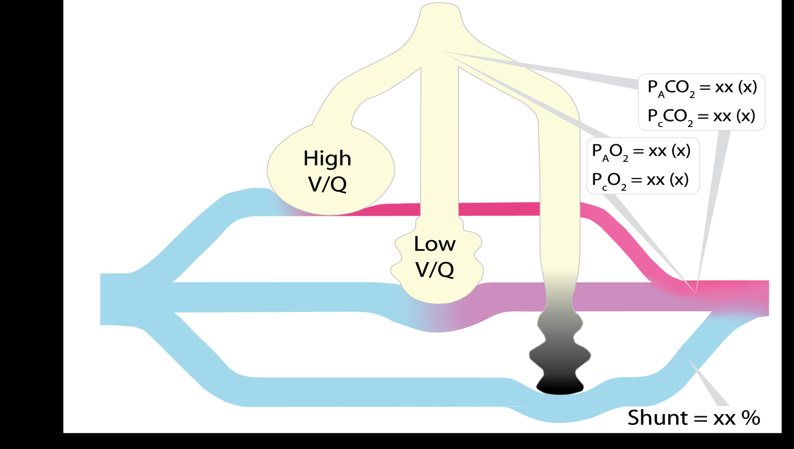 PACO2 = xx (x)
PcCO2 = xx (x)
PAO2 = xx (x)
PcO2 = xx (x)
High
V/Q
Low
V/Q
Shunt = xx %